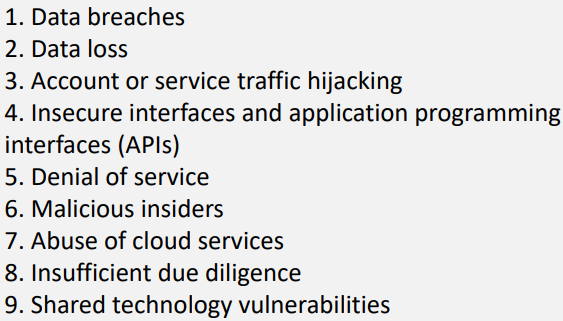 1. Data breaches
2. Data loss
3. Account or service traffic hijacking
4. Insecure interfaces and application programming
interfaces (APIs)
5. Denial of service
6. Malicious insiders
7. Abuse of cloud services
8. Insufficient due diligence
9. Shared technology vulnerabilities